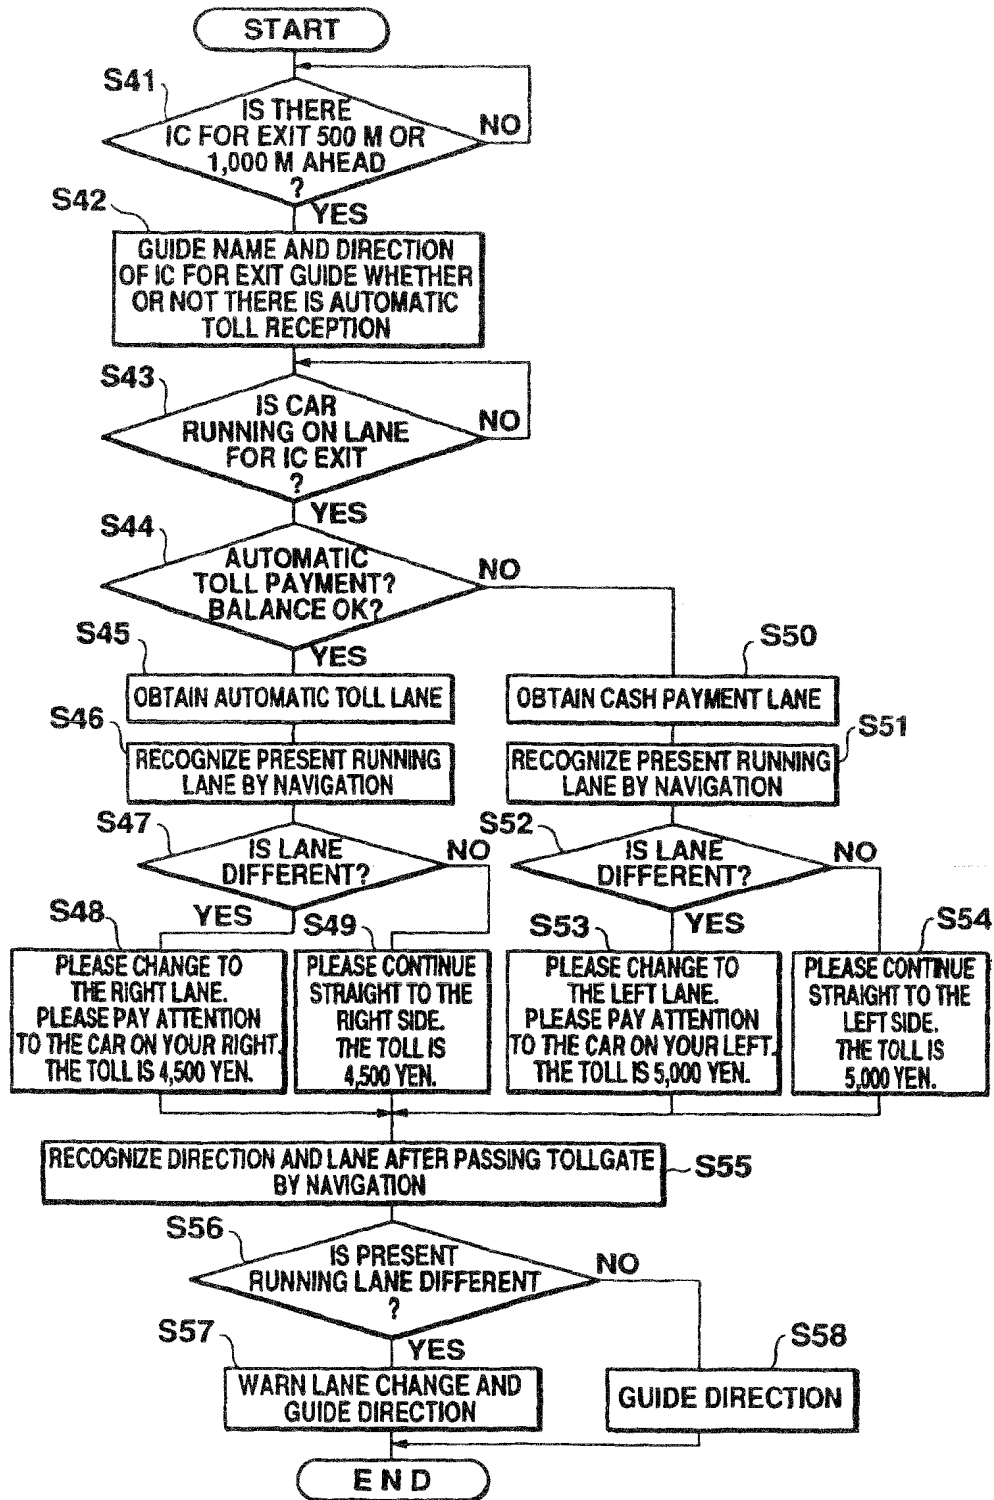 START
S41
IS THERE
IC FOR EXIT 500 M OR
1,000 M AHEAD
?
NO
YES
S42
GUIDE NAME AND DIRECTION
OF IC FOR EXIT GUIDE WHETHER
OR NOT THERE IS AUTOMATIC
TOLL RECEPTION
S43
IS CAR
RUNNING ON LANE
FOR IC EXIT
?
NO
YES
S44
AUTOMATIC
TOLL PAYMENT?
BALANCE OK?
NO
YES
S45
OBTAIN AUTOMATIC TOLL LANE
S50
OBTAIN CASH PAYMENT LANE
S46
RECOGNIZE PRESENT RUNNING
LANE BY NAVIGATION
S51
RECOGNIZE PRESENT RUNNING
LANE BY NAVIGATION
S47
IS LANE
DIFFERENT?
NO
YES
S52
IS LANE
DIFFERENT?
NO
YES
S48
PLEASE CHANGE TO
THE RIGHT LANE.
PLEASE PAY ATTENTION
TO THE CAR ON YOUR RIGHT.
THE TOLL IS 4,500 YEN.
S49
PLEASE CONTINUE
STRAIGHT TO THE
RIGHT SIDE.
THE TOLL IS
4,500 YEN.
S53
PLEASE CHANGE TO
THE LEFT LANE.
PLEASE PAY ATTENTION
TO THE CAR ON YOUR LEFT.
THE TOLL IS 5,000 YEN.
S54
PLEASE CONTINUE
STRAIGHT TO THE
LEFT SIDE.
THE TOLL IS
5,000 YEN.
RECOGNIZE DIRECTION AND LANE AFTER PASSING TOLLGATE
BY NAVIGATION
S55
S56
IS PRESENT
RUNNING LANE DIFFERENT
?
NO
YES
S57
WARN LANE CHANGE AND
GUIDE DIRECTION
S58
GUIDE DIRECTION
END